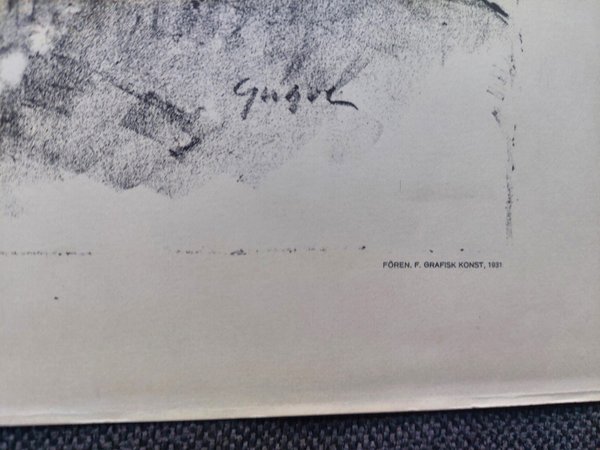 FÖREN. F. GRAFISK KONST, 1931